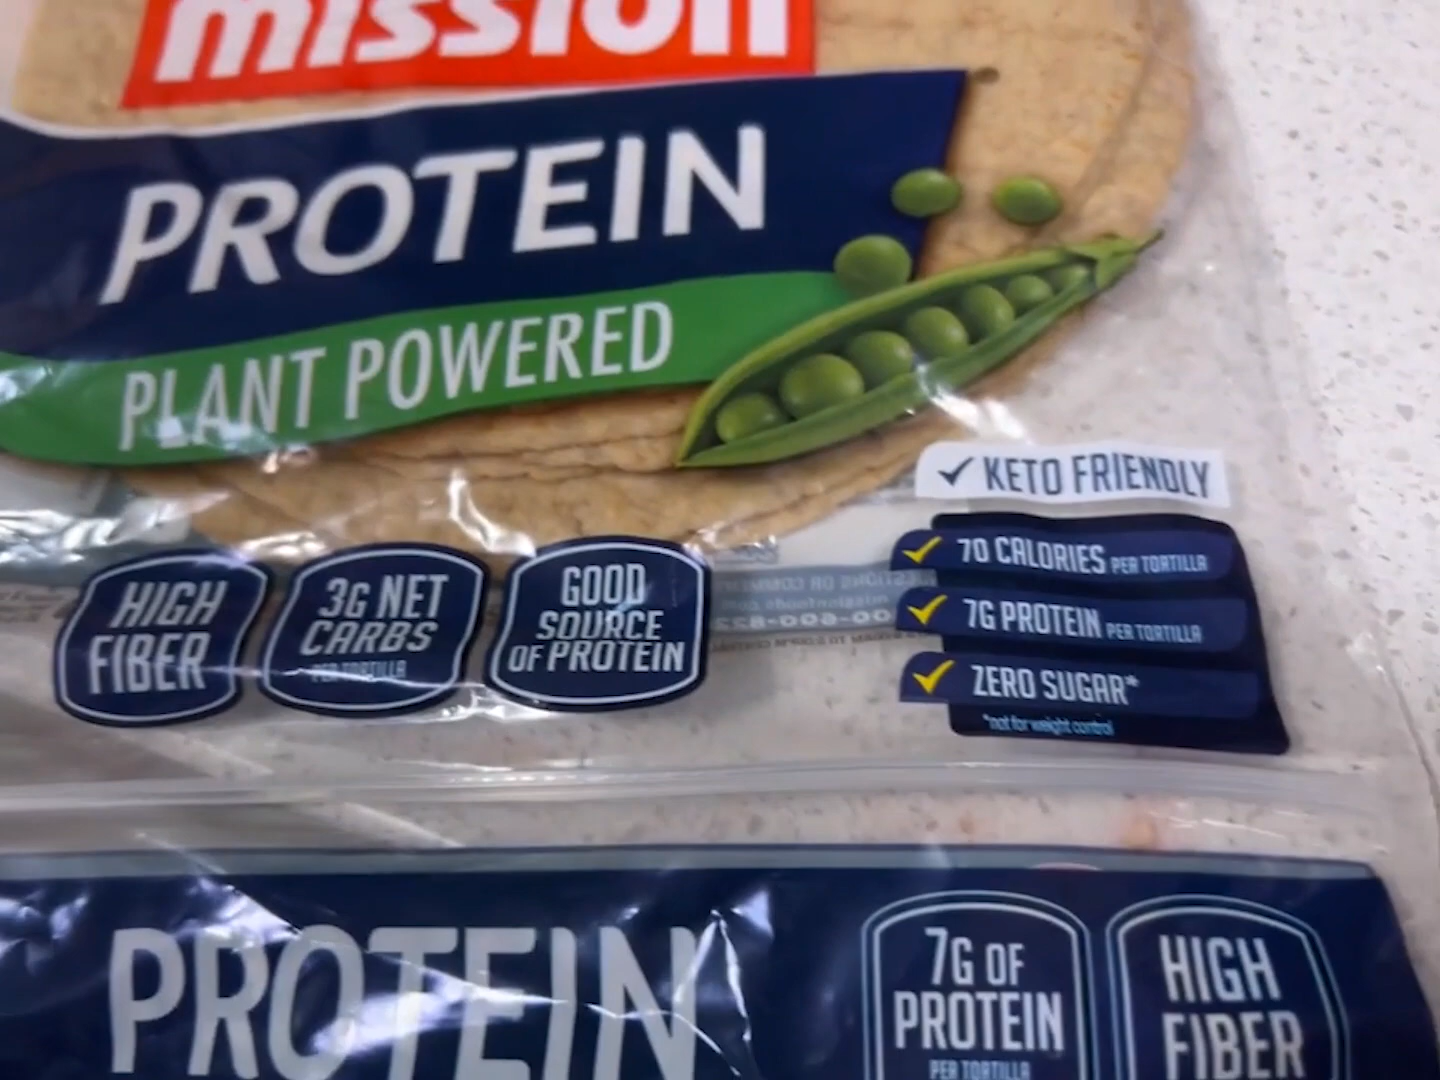 mission
PROTEIN
PLANT POWERED
KETO FRIENDLY
70 CALORIES PER TORTILLA
7G PROTEIN PER TORTILLA
ZERO SUGAR*
*not for weight control
HIGH
FIBER
3G NET
CARBS
PER TORTILLA
GOOD
SOURCE
OF PROTEIN
PROTEIN
7G OF
PROTEIN
PER TORTILLA
HIGH
FIBER